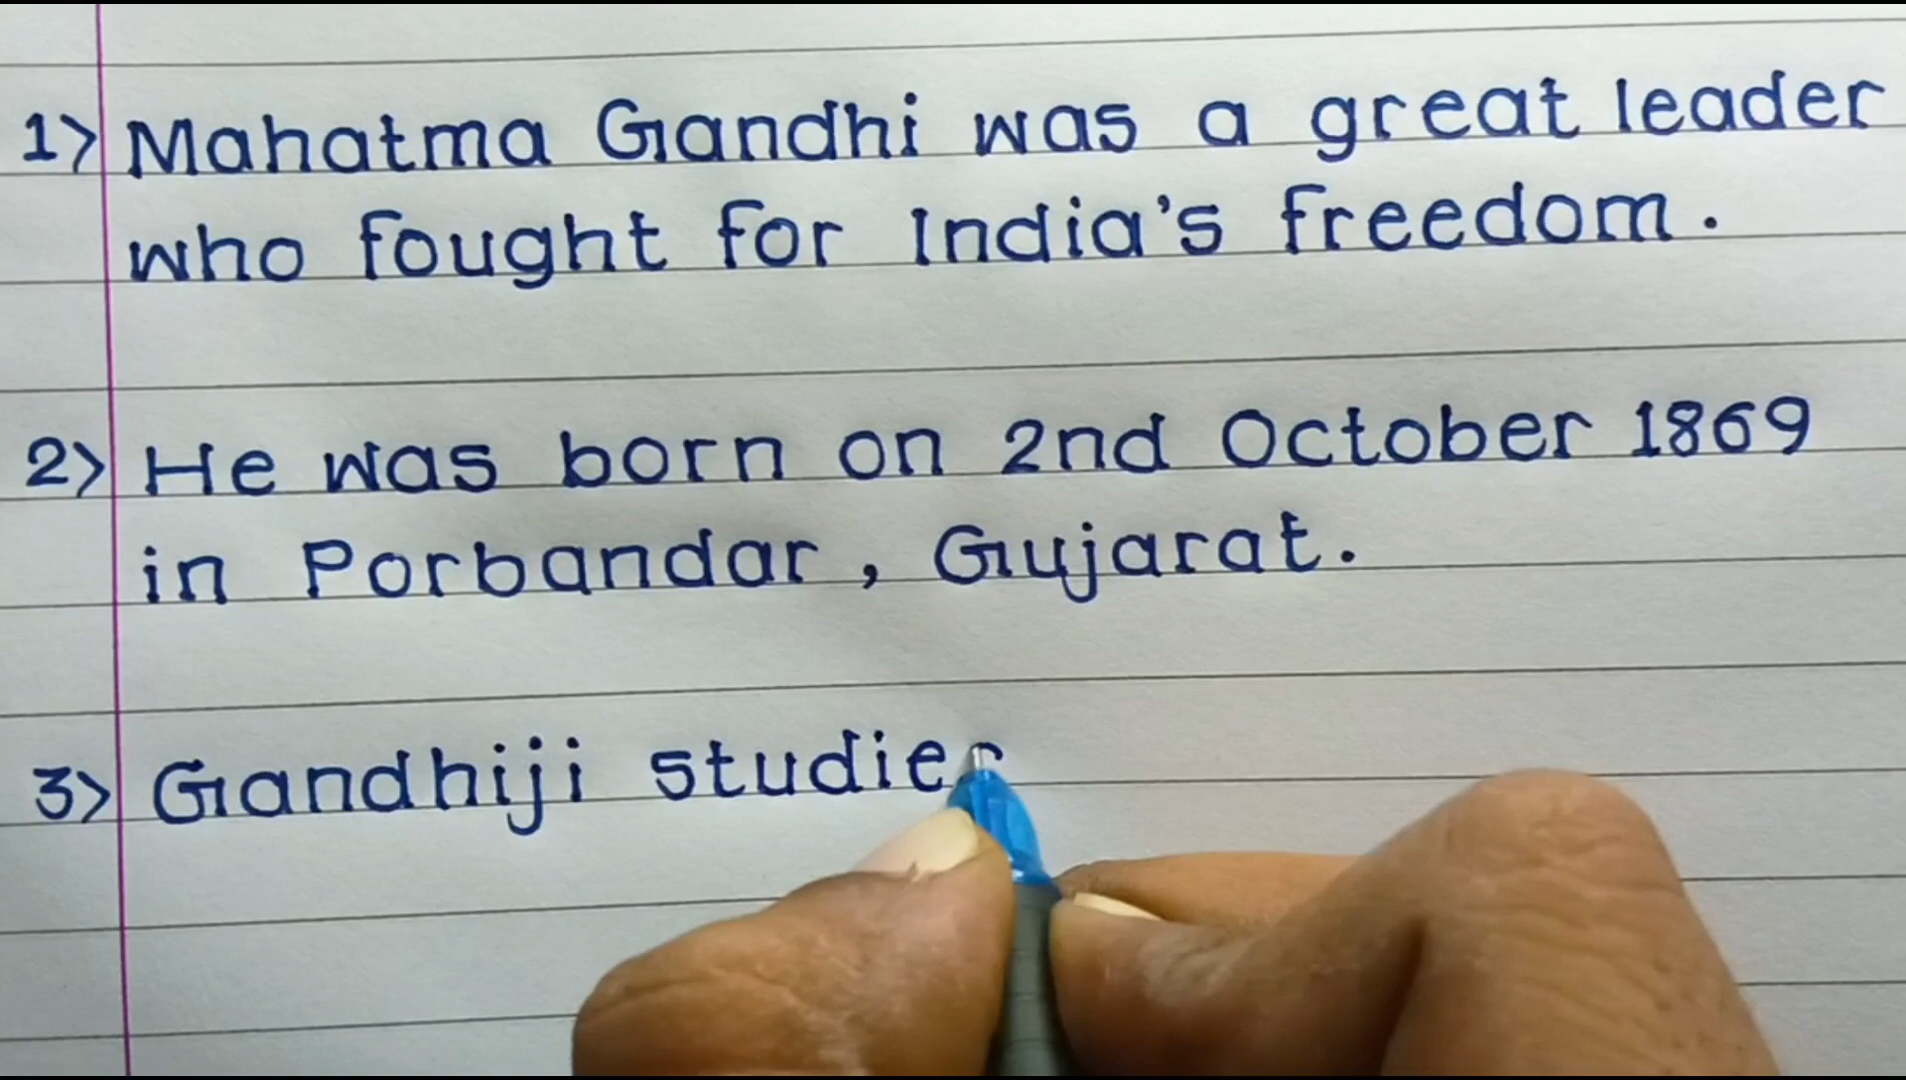 1) Mahatma Gandhi was a great leader
who fought for India's freedom.
2) He was born on 2nd October 1869
in Porbandar, Gujarat.
3) Gandhiji